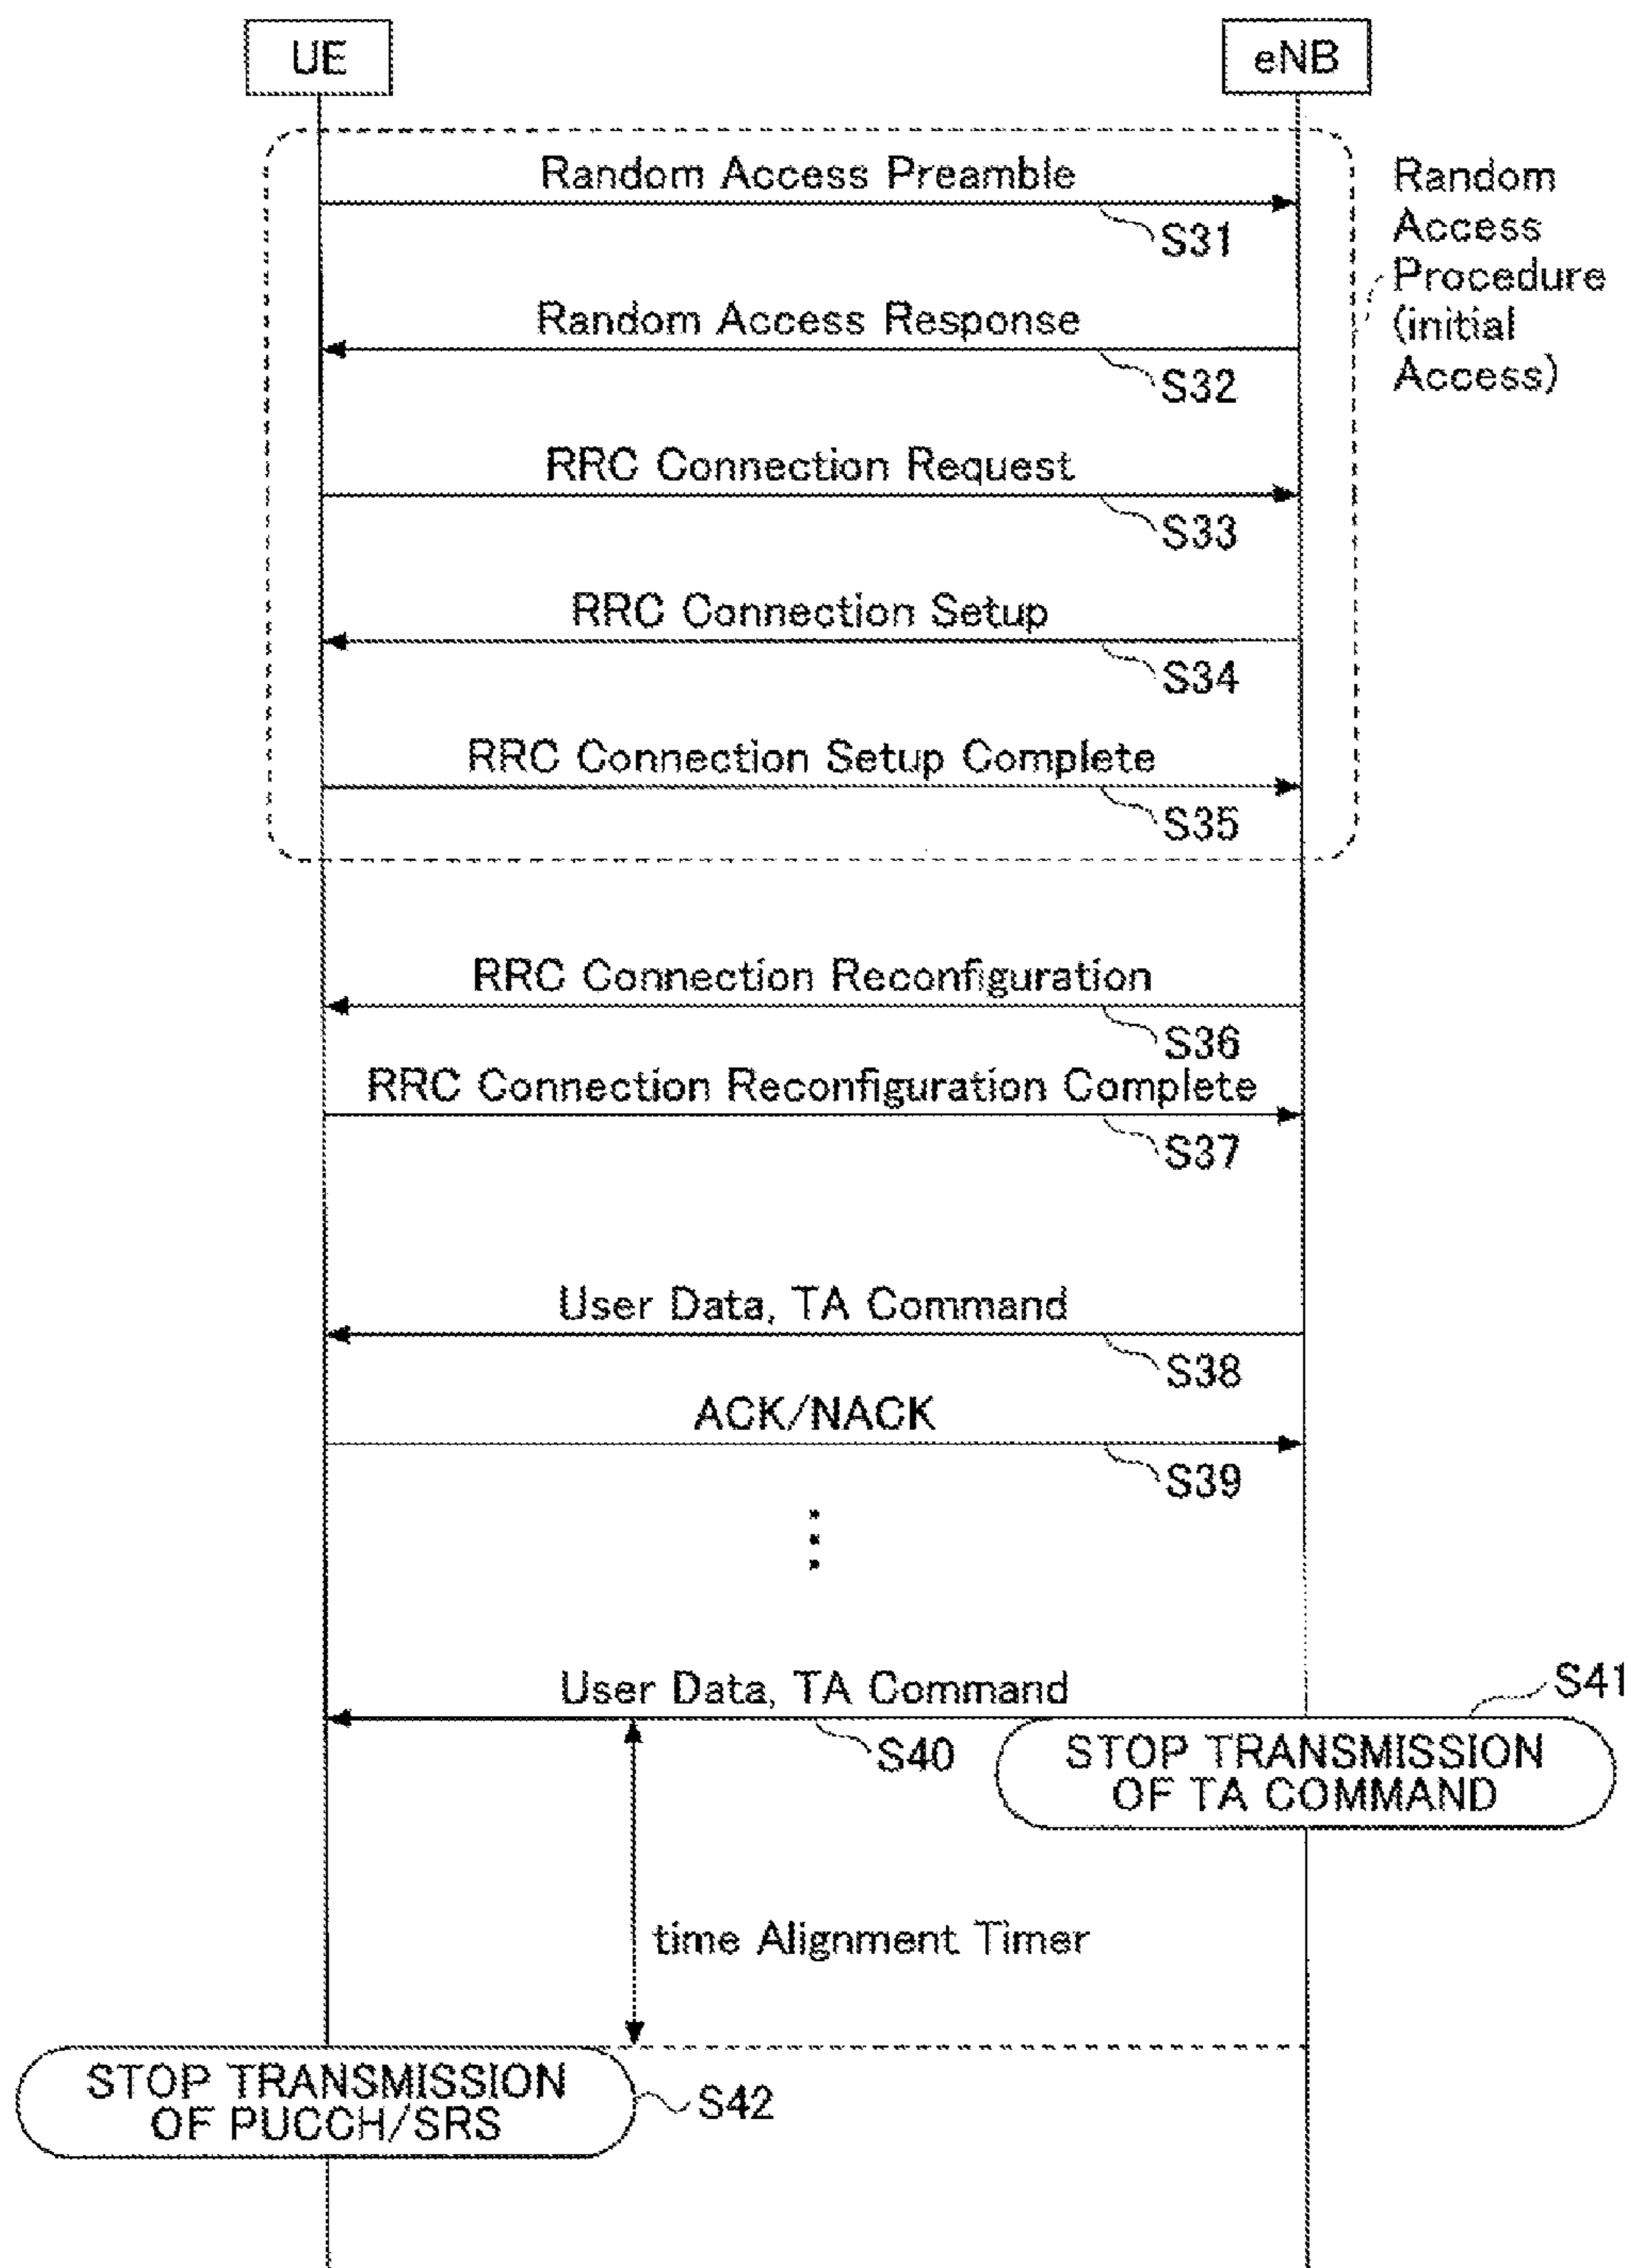 UE
eNB
Random Access Preamble
S31
Random
Access
Procedure
(initial
Access)
Random Access Response
S32
RRC Connection Request
S33
RRC Connection Setup
S34
RRC Connection Setup Complete
S35
RRC Connection Reconfiguration
S36
RRC Connection Reconfiguration Complete
S37
User Data, TA Command
S38
ACK/NACK
S39
User Data, TA Command
S40
S41
STOP TRANSMISSION
OF TA COMMAND
time Alignment Timer
STOP TRANSMISSION
OF PUCCH/SRS
S42